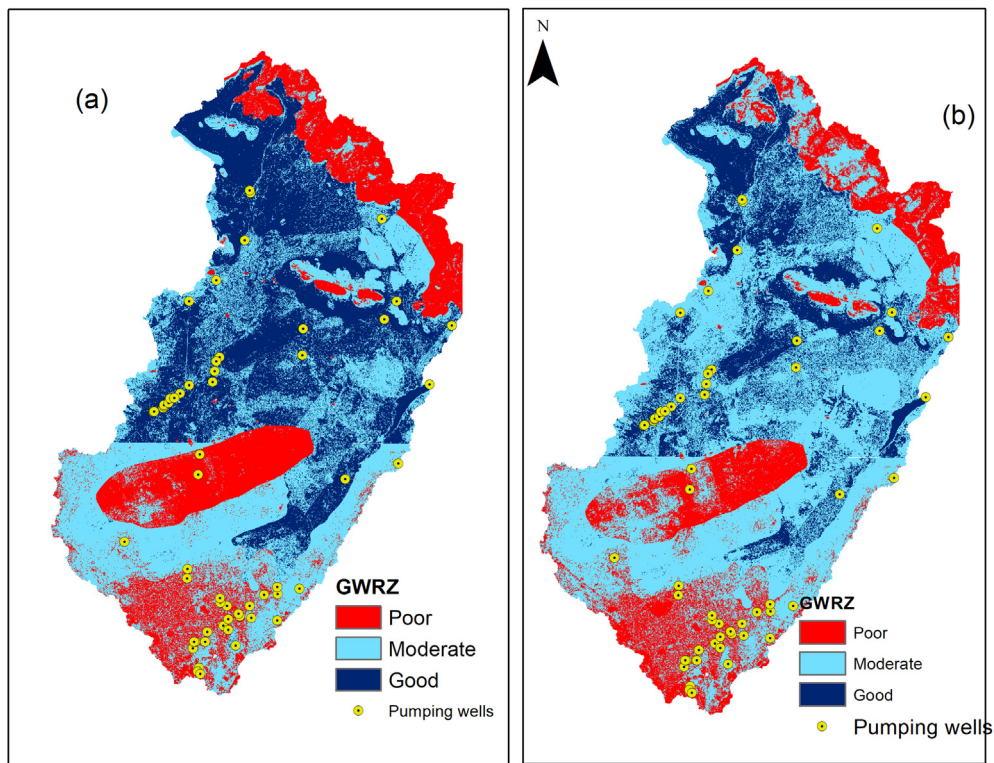 (a)
GWRZ
Poor
Moderate
Good
Pumping wells
N
(b)
GWRZ
Poor
Moderate
Good
Pumping wells